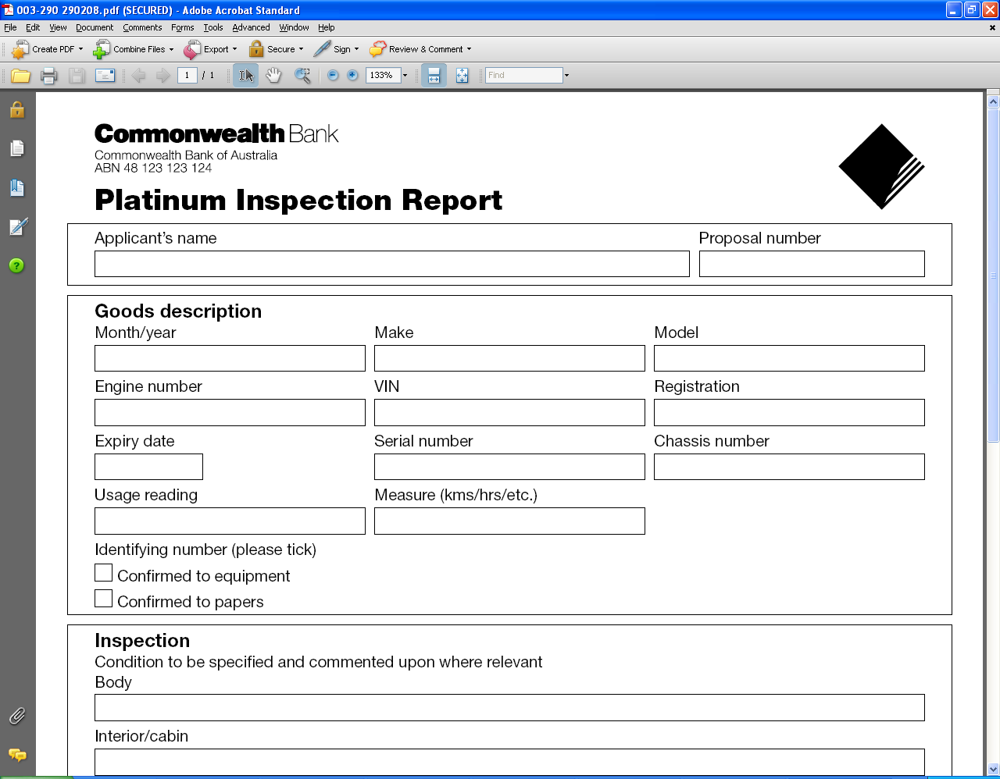 003-290 290208.pdf (SECURED) - Adobe Acrobat Standard
File Edit View Document Comments Forms Tools Advanced Window Help
Create PDF Combine Files Export Secure Sign Review & Comment
1 / 1 133% Find
Commonwealth Bank
Commonwealth Bank of Australia
ABN 48 123 123 124
Platinum Inspection Report
Applicant's name Proposal number
Goods description
Month/year Make Model
Engine number VIN Registration
Expiry date Serial number Chassis number
Usage reading Measure (kms/hrs/etc.)
Identifying number (please tick)
Confirmed to equipment
Confirmed to papers
Inspection
Condition to be specified and commented upon where relevant
Body
Interior/cabin